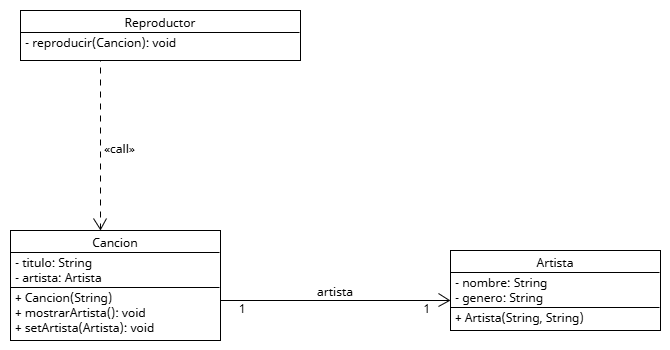 Reproductor
- reproducir(Cancion): void
«call»
Cancion
- titulo: String
- artista: Artista
+ Cancion(String)
+ mostrarArtista(): void
+ setArtista(Artista): void
artista
1
1
Artista
- nombre: String
- genero: String
+ Artista(String, String)